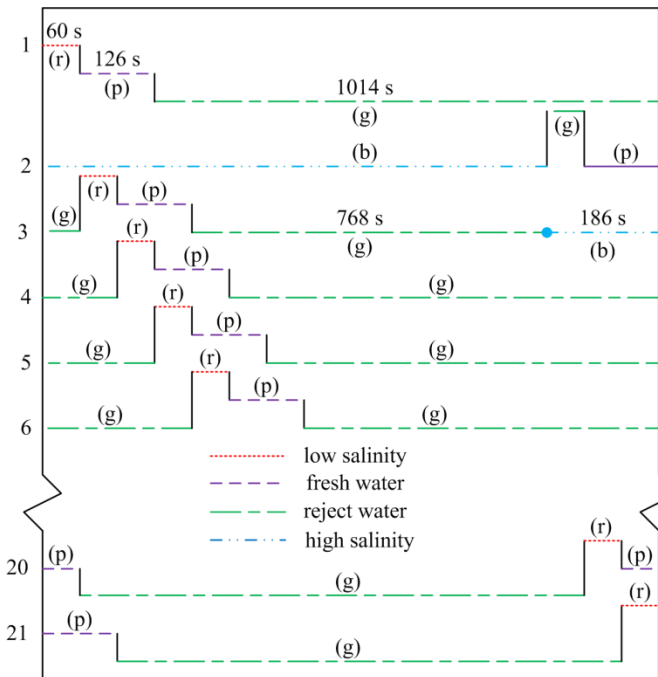 60 s
1
126 s
(r)
(p)
1014 s
(g)
(g)
2
(b)
(p)
(r)
(p)
(g)
3
(r)
768 s
(g)
186 s
(b)
(p)
4
(g)
(g)
(r)
(p)
5
(g)
(g)
(r)
(p)
6
(g)
(g)
low salinity
fresh water
reject water
high salinity
(r)
20
(p)
(g)
(p)
(r)
21
(p)
(g)